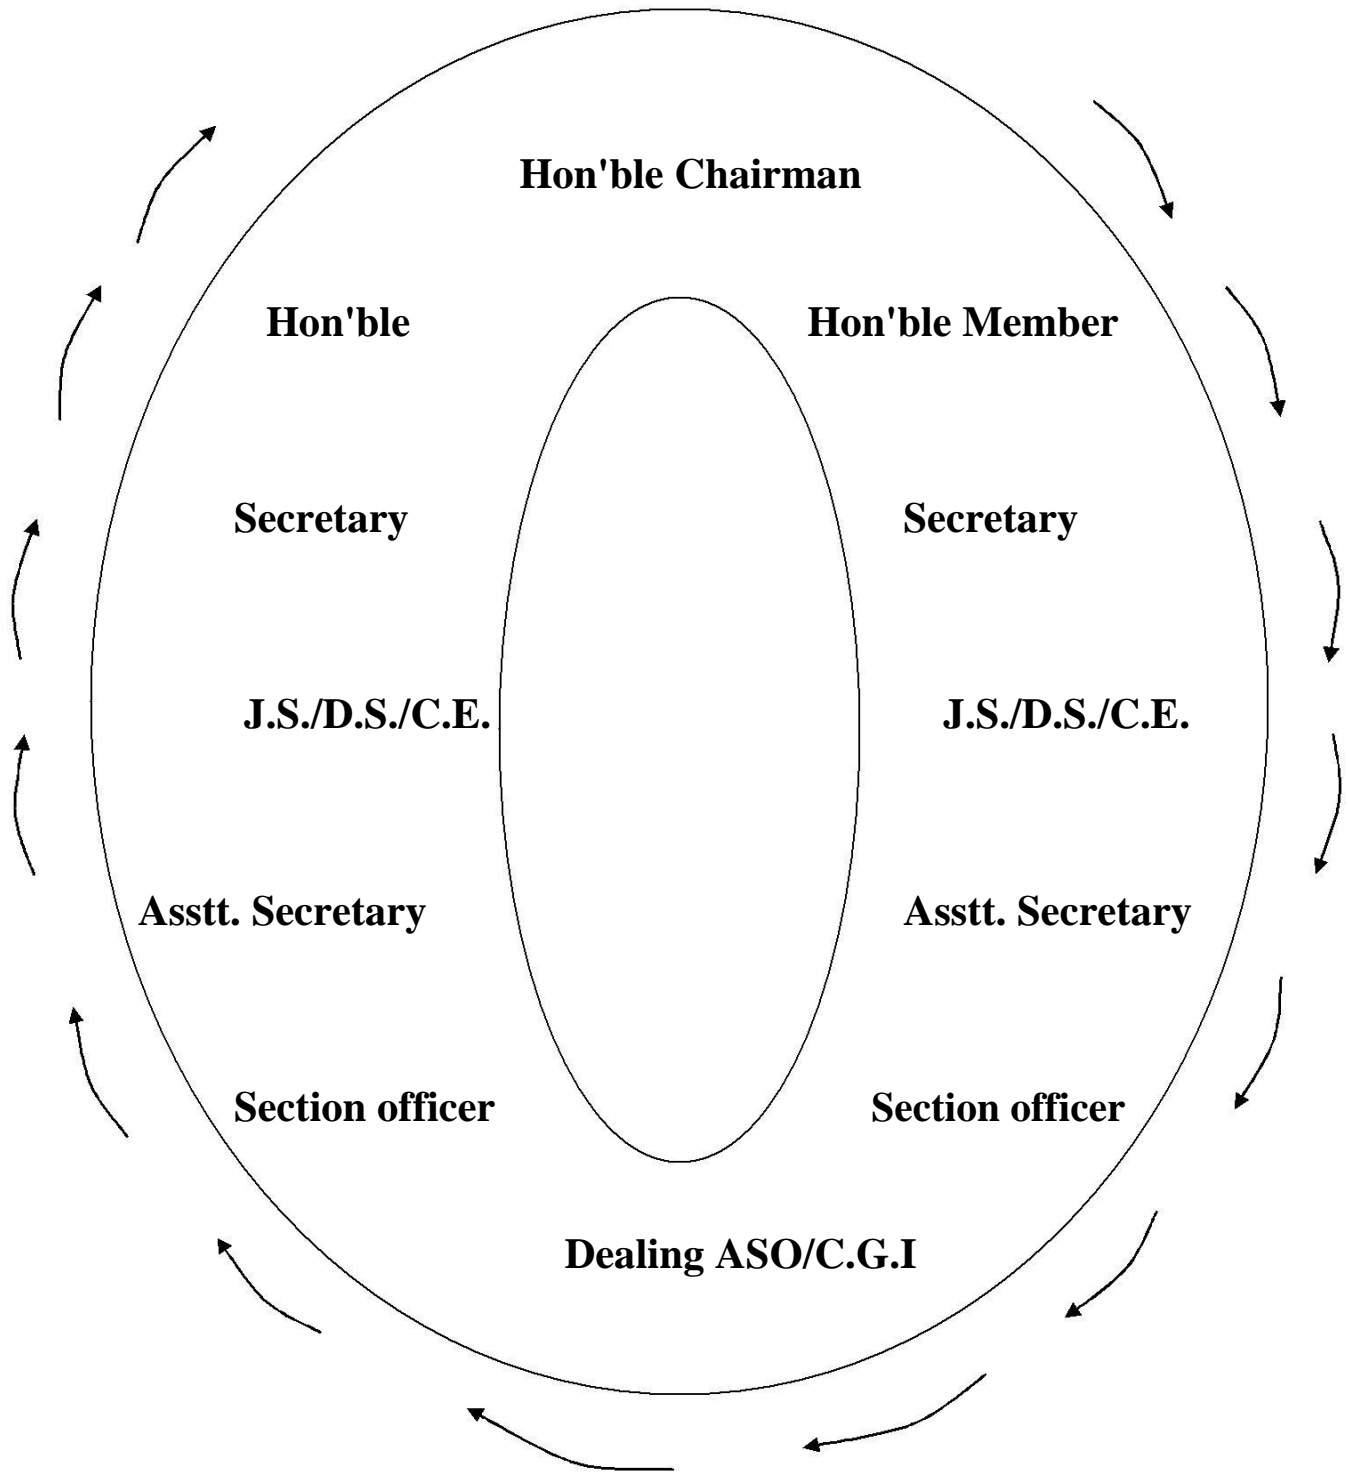 Hon'ble Chairman
Hon'ble
Hon'ble Member
Secretary
Secretary
J.S./D.S./C.E.
J.S./D.S./C.E.
Asstt. Secretary
Asstt. Secretary
Section officer
Section officer
Dealing ASO/C.G.I